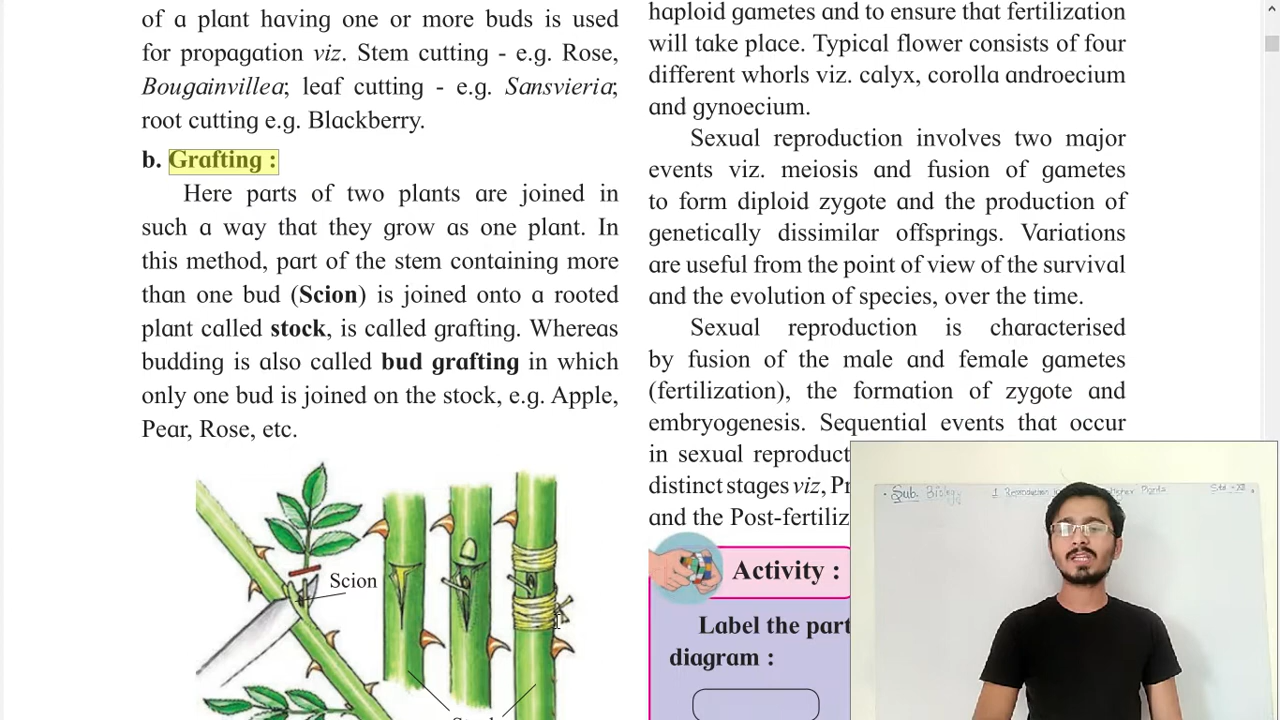 of a plant having one or more buds is used
for propagation viz. Stem cutting - e.g. Rose,
Bougainvillea; leaf cutting - e.g. Sansvieria;
root cutting e.g. Blackberry.
b. Grafting :
Here parts of two plants are joined in
such a way that they grow as one plant. In
this method, part of the stem containing more
than one bud (Scion) is joined onto a rooted
plant called stock, is called grafting. Whereas
budding is also called bud grafting in which
only one bud is joined on the stock, e.g. Apple,
Pear, Rose, etc.
Scion
haploid gametes and to ensure that fertilization
will take place. Typical flower consists of four
different whorls viz. calyx, corolla androecium
and gynoecium.
Sexual reproduction involves two major
events viz. meiosis and fusion of gametes
to form diploid zygote and the production of
genetically dissimilar offsprings. Variations
are useful from the point of view of the survival
and the evolution of species, over the time.
Sexual reproduction is characterised
by fusion of the male and female gametes
(fertilization), the formation of zygote and
embryogenesis. Sequential events that occur
in sexual reproduct
distinct stages viz, Pr
and the Post-fertiliz
Activity :
Label the part
diagram :
Sub. Biology
1 Reproduction Higher Plants
Std - XII